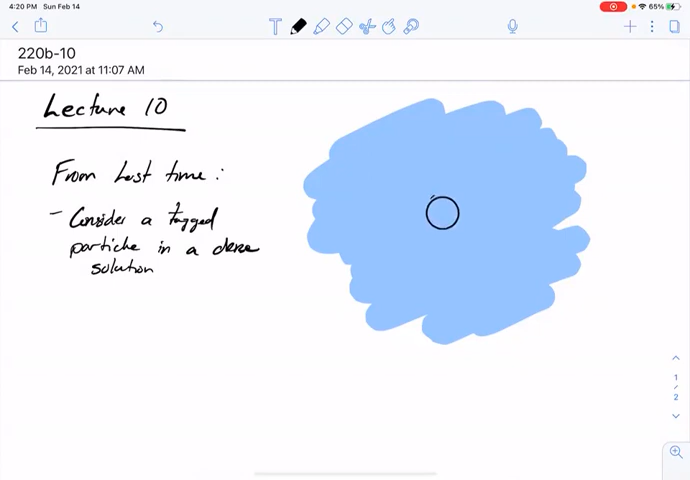 4:20 PM Sun Feb 14
65%
T
220b-10
Feb 14, 2021 at 11:07 AM
Lecture 10
From Last time :
- Consider a tagged
particle in a dense
solution
1
/
2